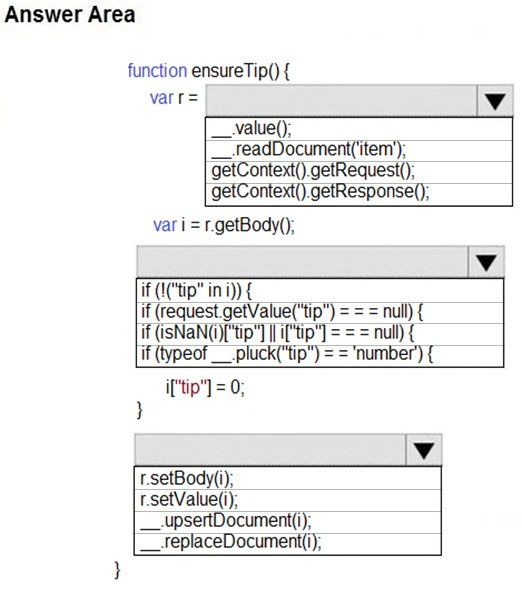 Answer Area
function ensureTip() {
var r =
__.value();
__.readDocument('item');
getContext().getRequest();
getContext().getResponse();
var i = r.getBody();
if (!("tip" in i)) {
if (request.getValue("tip") = = = null) {
if (isNaN(i)["tip"] || i["tip"] = = = null) {
if (typeof __.pluck("tip") = = 'number') {
i["tip"] = 0;
}
r.setBody(i);
r.setValue(i);
__.upsertDocument(i);
__.replaceDocument(i);
}